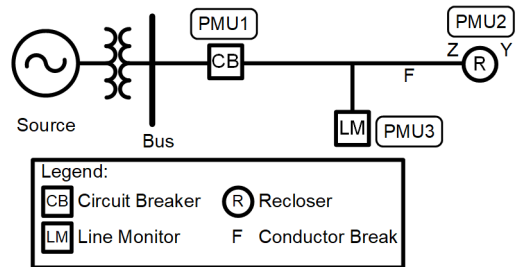 PMU1
PMU2
Z
Y
CB
R
F
Source
Bus
LM
PMU3
Legend:
CB Circuit Breaker
R Recloser
LM Line Monitor
F Conductor Break